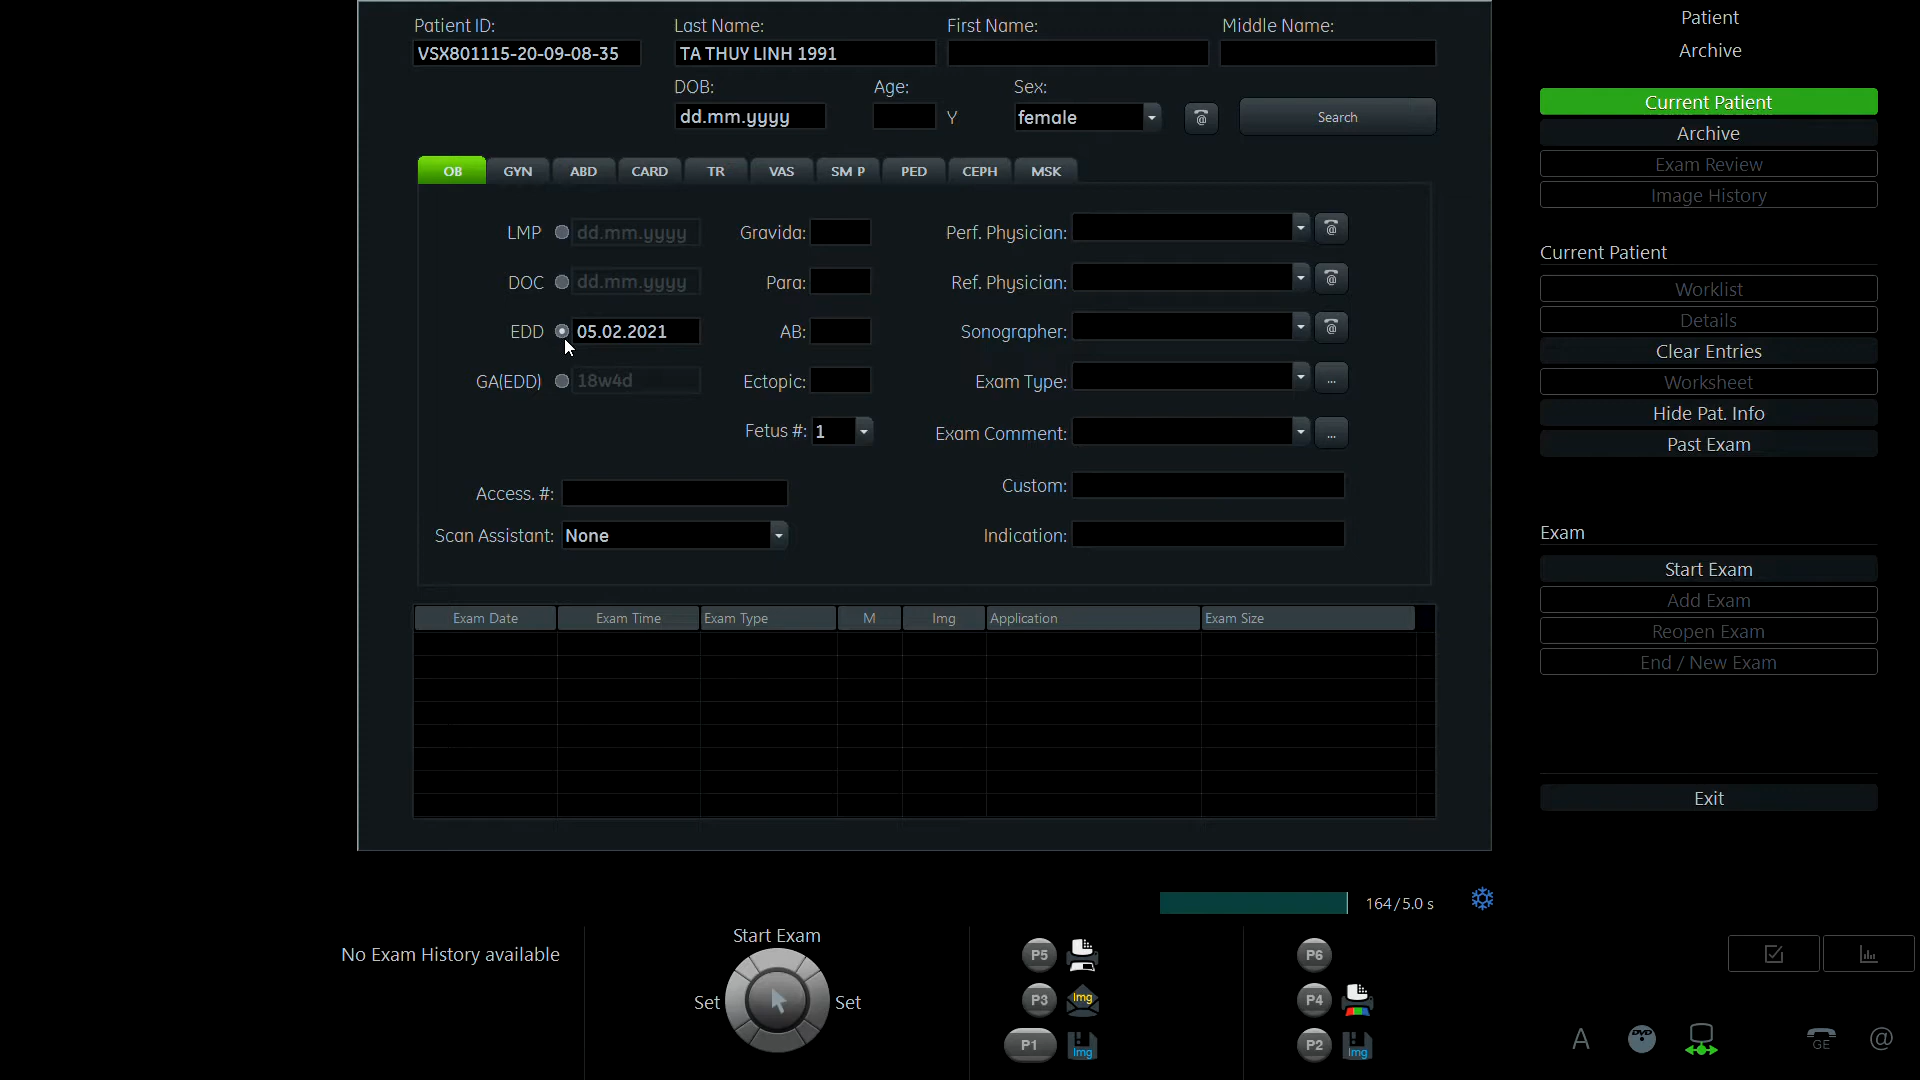 Patient ID: Last Name: First Name: Middle Name:
VSX801115-20-09-08-35 TA THUY LINH 1991
DOB: Age: Sex:
dd.mm.yyyy Y female @ Search
OB GYN ABD CARD TR VAS SM P PED CEPH MSK
LMP dd.mm.yyyy Gravida: Perf. Physician: @
DOC dd.mm.yyyy Para: Ref. Physician: @
EDD 05.02.2021 AB: Sonographer: @
GA(EDD) 18w4d Ectopic: Exam Type: ...
Fetus #: 1 Exam Comment: ...
Access. #: Custom:
Scan Assistant: None Indication:
Exam Date Exam Time Exam Type M Img Application Exam Size
Patient
Archive
Current Patient
Archive
Exam Review
Image History
Current Patient
Worklist
Details
Clear Entries
Worksheet
Hide Pat. Info
Past Exam
Exam
Start Exam
Add Exam
Reopen Exam
End / New Exam
Exit
164/5.0 s
No Exam History available
Start Exam
Set Set
P5 P6
P3 Img P4
P1 Img P2 Img
A DVD GE @